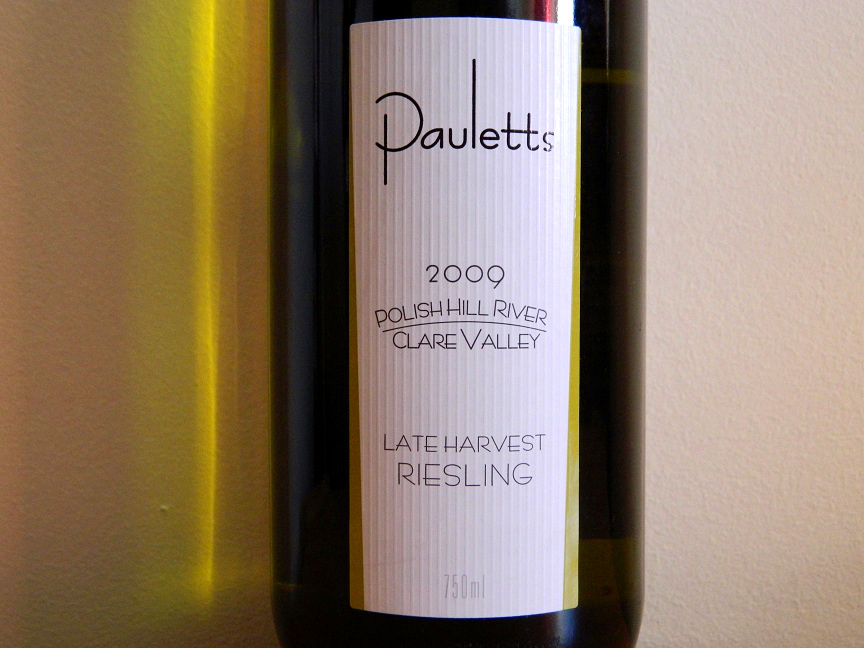 Pauletts
2009
POLISH HILL RIVER
CLARE VALLEY
LATE HARVEST
RIESLING
750ml